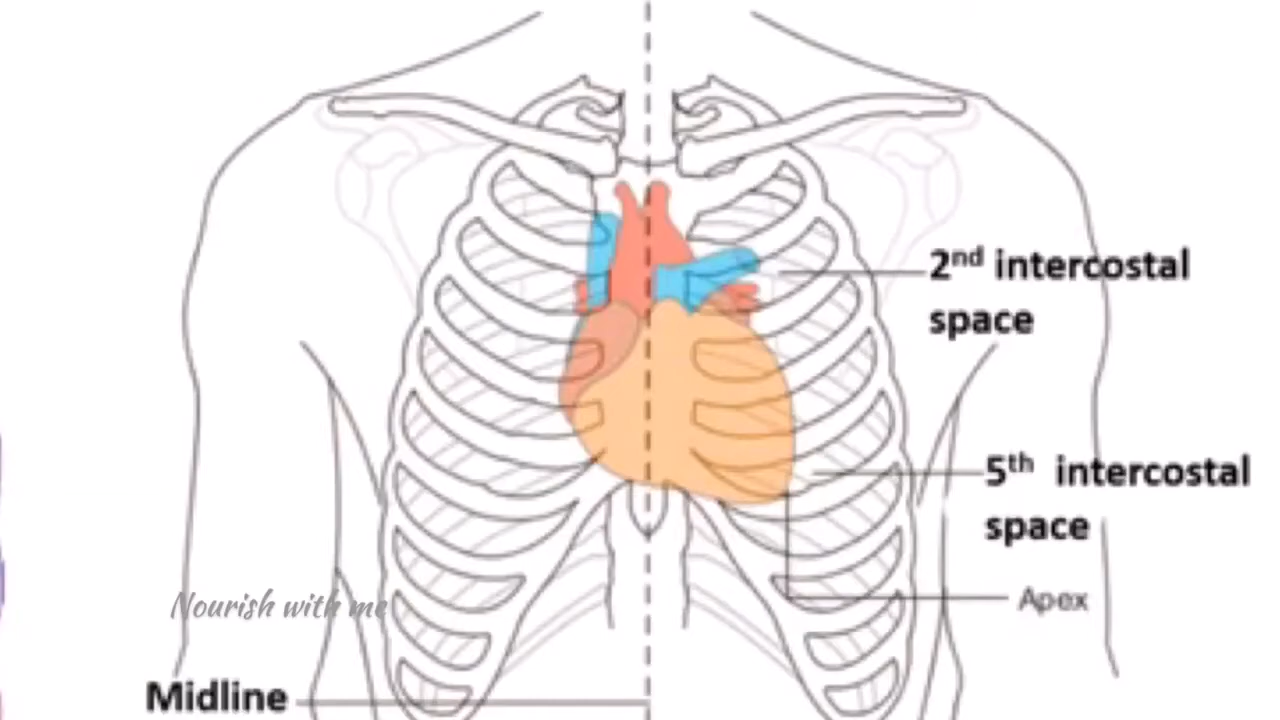 2nd intercostal
space
5th intercostal
space
Apex
Nourish with me
Midline